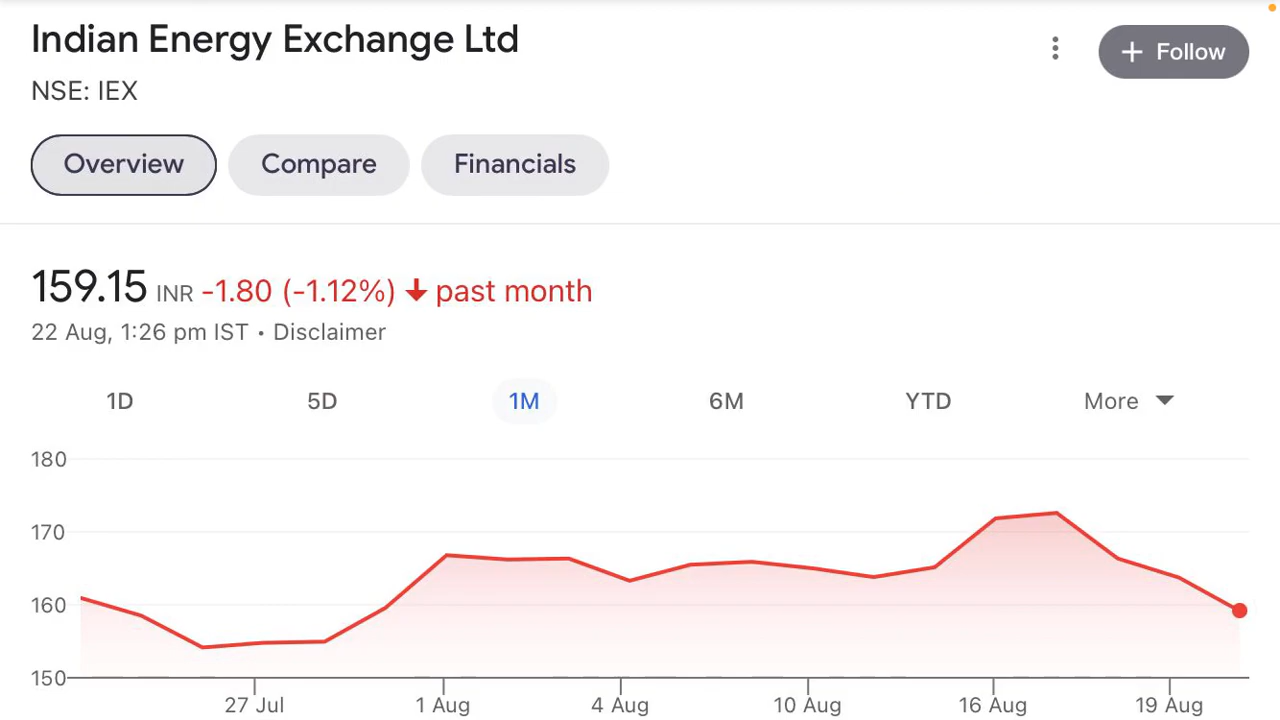 Indian Energy Exchange Ltd
NSE: IEX
+ Follow
Overview Compare Financials
159.15 INR -1.80 (-1.12%) ↓ past month
22 Aug, 1:26 pm IST • Disclaimer
1D 5D 1M 6M YTD More
180
170
160
150
27 Jul 1 Aug 4 Aug 10 Aug 16 Aug 19 Aug